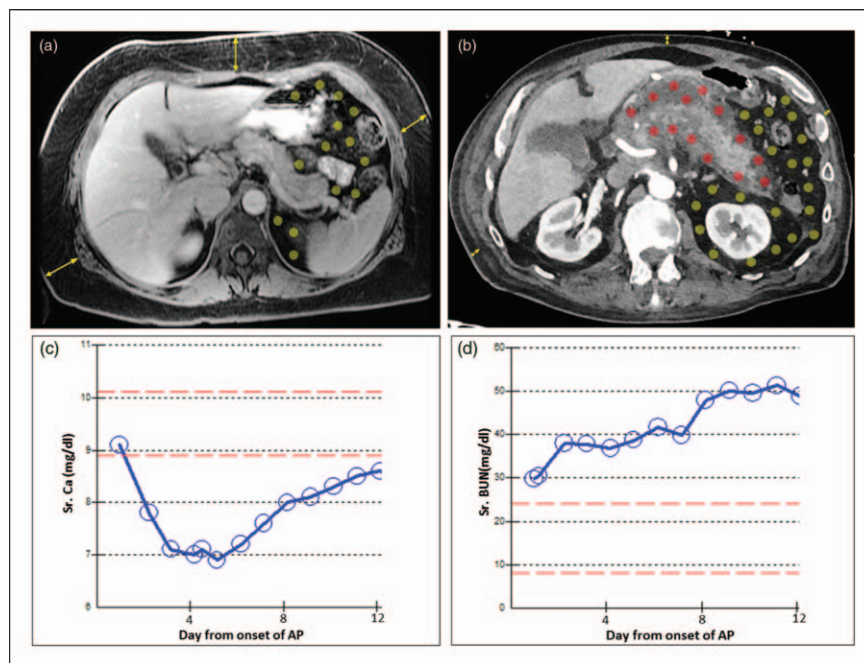 (a)
(b)
(c)
11
10
9
8
7
6
Sr. Ca (mg/dl)
4
8
12
Day from onset of AP
(d)
60
50
40
30
20
10
0
Sr. BUN(mg/dl)
4
8
12
Day from onset of AP